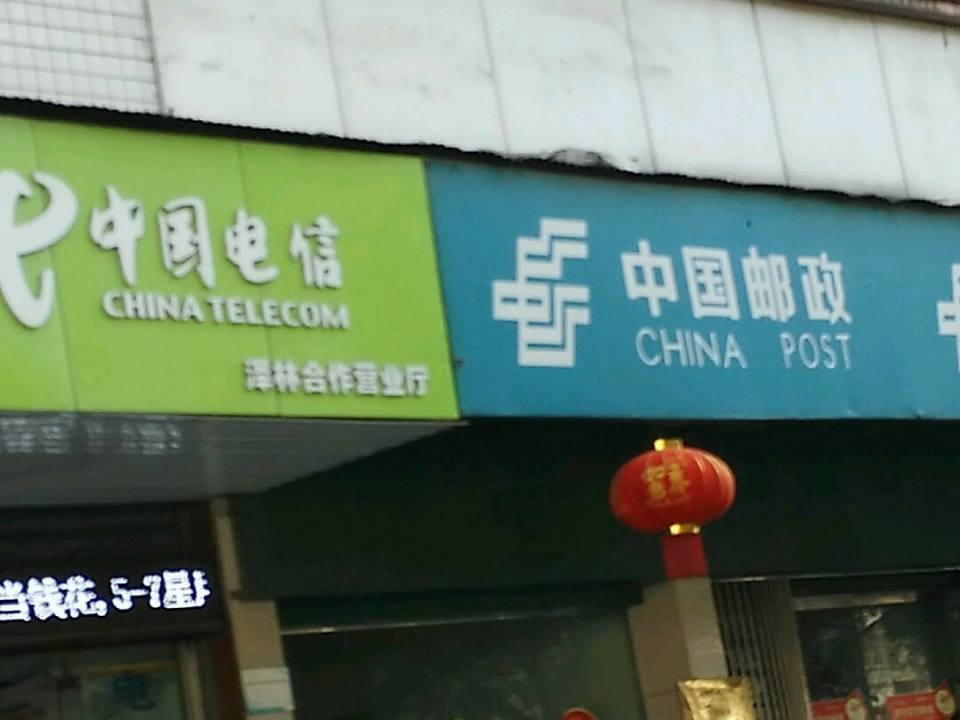 中国电信
CHINA TELECOM
泽林合作营业厅
中国邮政
CHINA POST
当钱花,5-7星